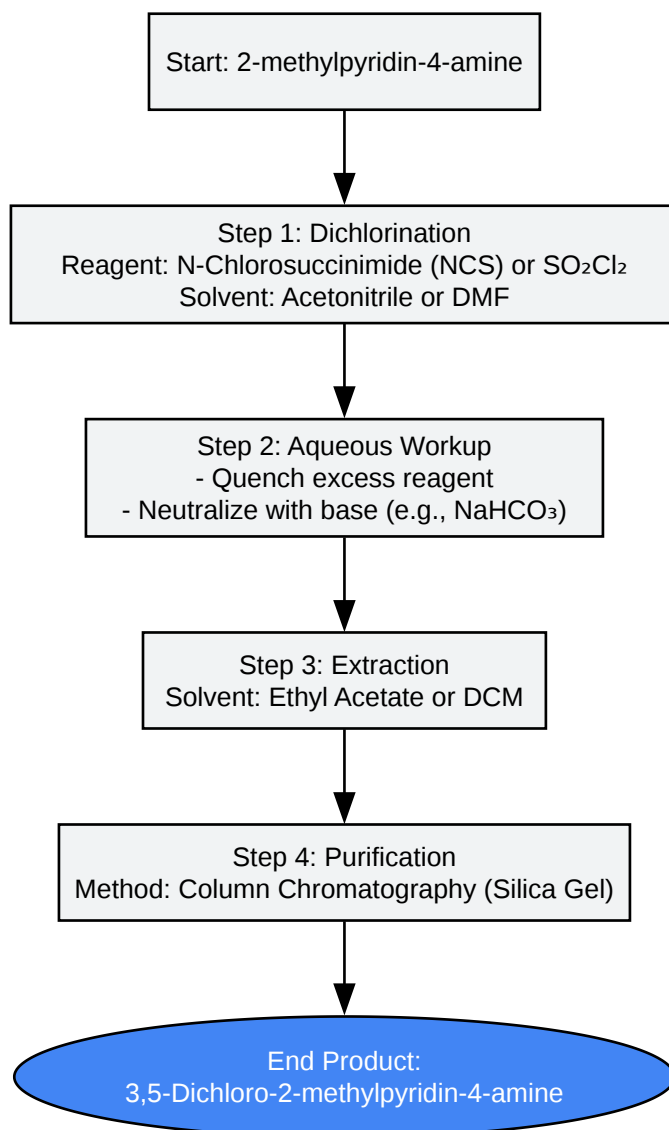 Start: 2-methylpyridin-4-amine
Step 1: Dichlorination
Reagent: N-Chlorosuccinimide (NCS) or SO₂Cl₂
Solvent: Acetonitrile or DMF
Step 2: Aqueous Workup
- Quench excess reagent
- Neutralize with base (e.g., NaHCO₃)
Step 3: Extraction
Solvent: Ethyl Acetate or DCM
Step 4: Purification
Method: Column Chromatography (Silica Gel)
End Product:
3,5-Dichloro-2-methylpyridin-4-amine